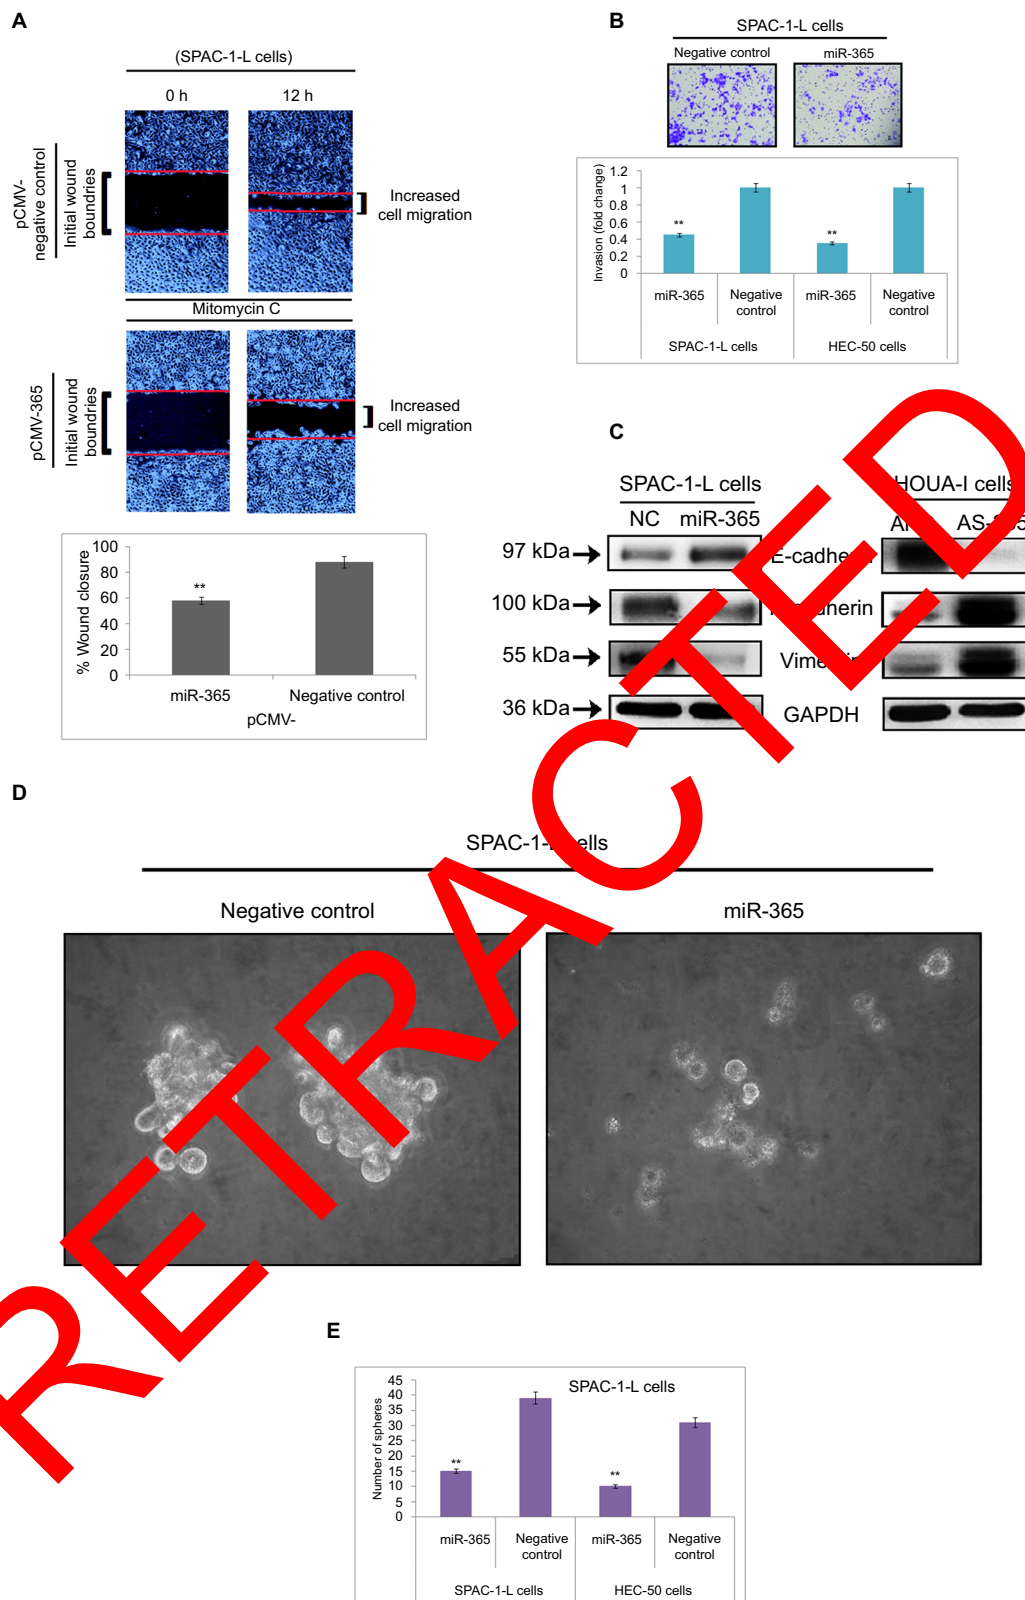 A
(SPAC-1-L cells)
0 h
12 h
pCMV-
negative control
Initial wound
boundries
Increased
cell migration
Mitomycin C
pCMV-365
Initial wound
boundries
Increased
cell migration
% Wound closure
100
80
60
40
20
0
**
miR-365
Negative control
pCMV-
B
SPAC-1-L cells
Negative control
miR-365
Invasion (fold change)
1.2
1
0.8
0.6
0.4
0.2
0
**
**
miR-365
Negative
control
miR-365
Negative
control
SPAC-1-L cells
HEC-50 cells
C
SPAC-1-L cells
HOUA-I cells
NC
miR-365
97 kDa
100 kDa
55 kDa
36 kDa
GAPDH
D
cells
Negative control
miR-365
RETRACTED
E
SPAC-1-L cells
Number of spheres
45
40
35
30
25
20
15
10
5
0
**
**
miR-365
Negative
control
miR-365
Negative
control
SPAC-1-L cells
HEC-50 cells